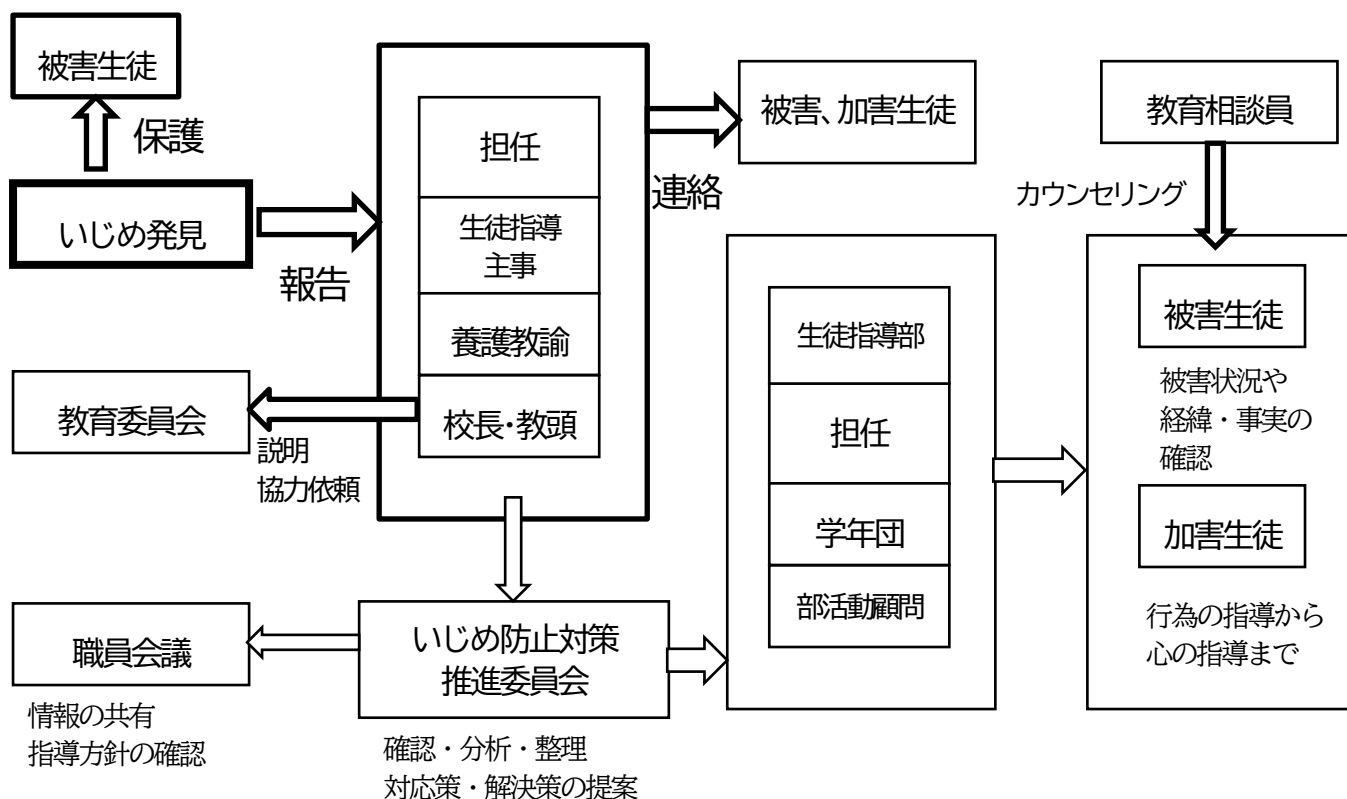 被害生徒
保護
いじめ発見
報告
担任
生徒指導
主事
養護教諭
校長・教頭
連絡
被害、加害生徒
教育委員会
説明
協力依頼
いじめ防止対策
推進委員会
確認・分析・整理
対応策・解決策の提案
職員会議
情報の共有
指導方針の確認
生徒指導部
担任
学年団
部活動顧問
教育相談員
カウンセリング
被害生徒
被害状況や
経緯・事実の
確認
加害生徒
行為の指導から
心の指導まで